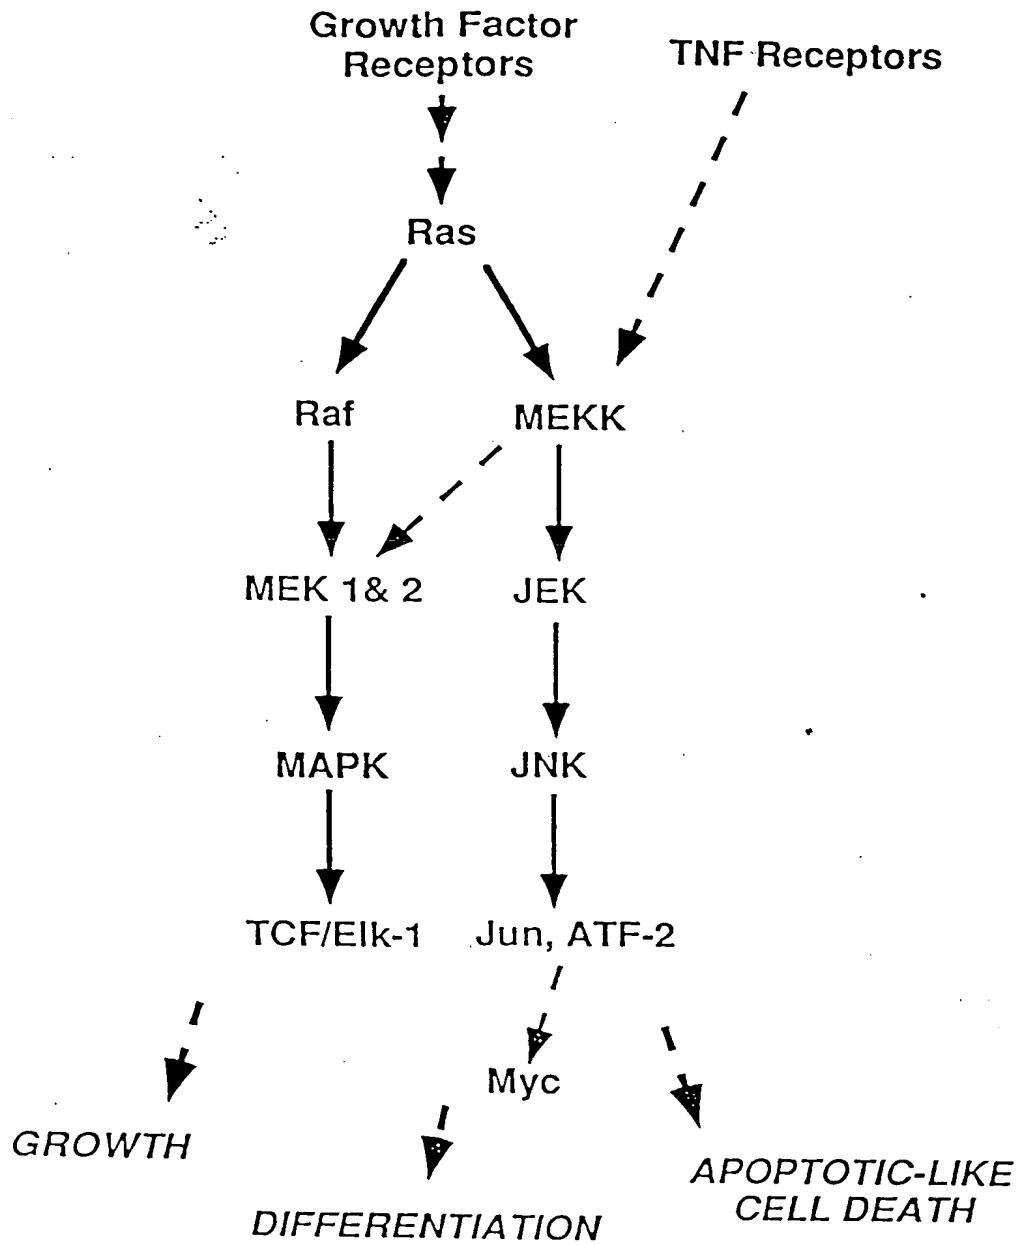 Growth Factor
Receptors
TNF Receptors
Ras
Raf
MEKK
MEK 1& 2
JEK
MAPK
JNK
TCF/Elk-1
Jun, ATF-2
Myc
GROWTH
DIFFERENTIATION
APOPTOTIC-LIKE
CELL DEATH